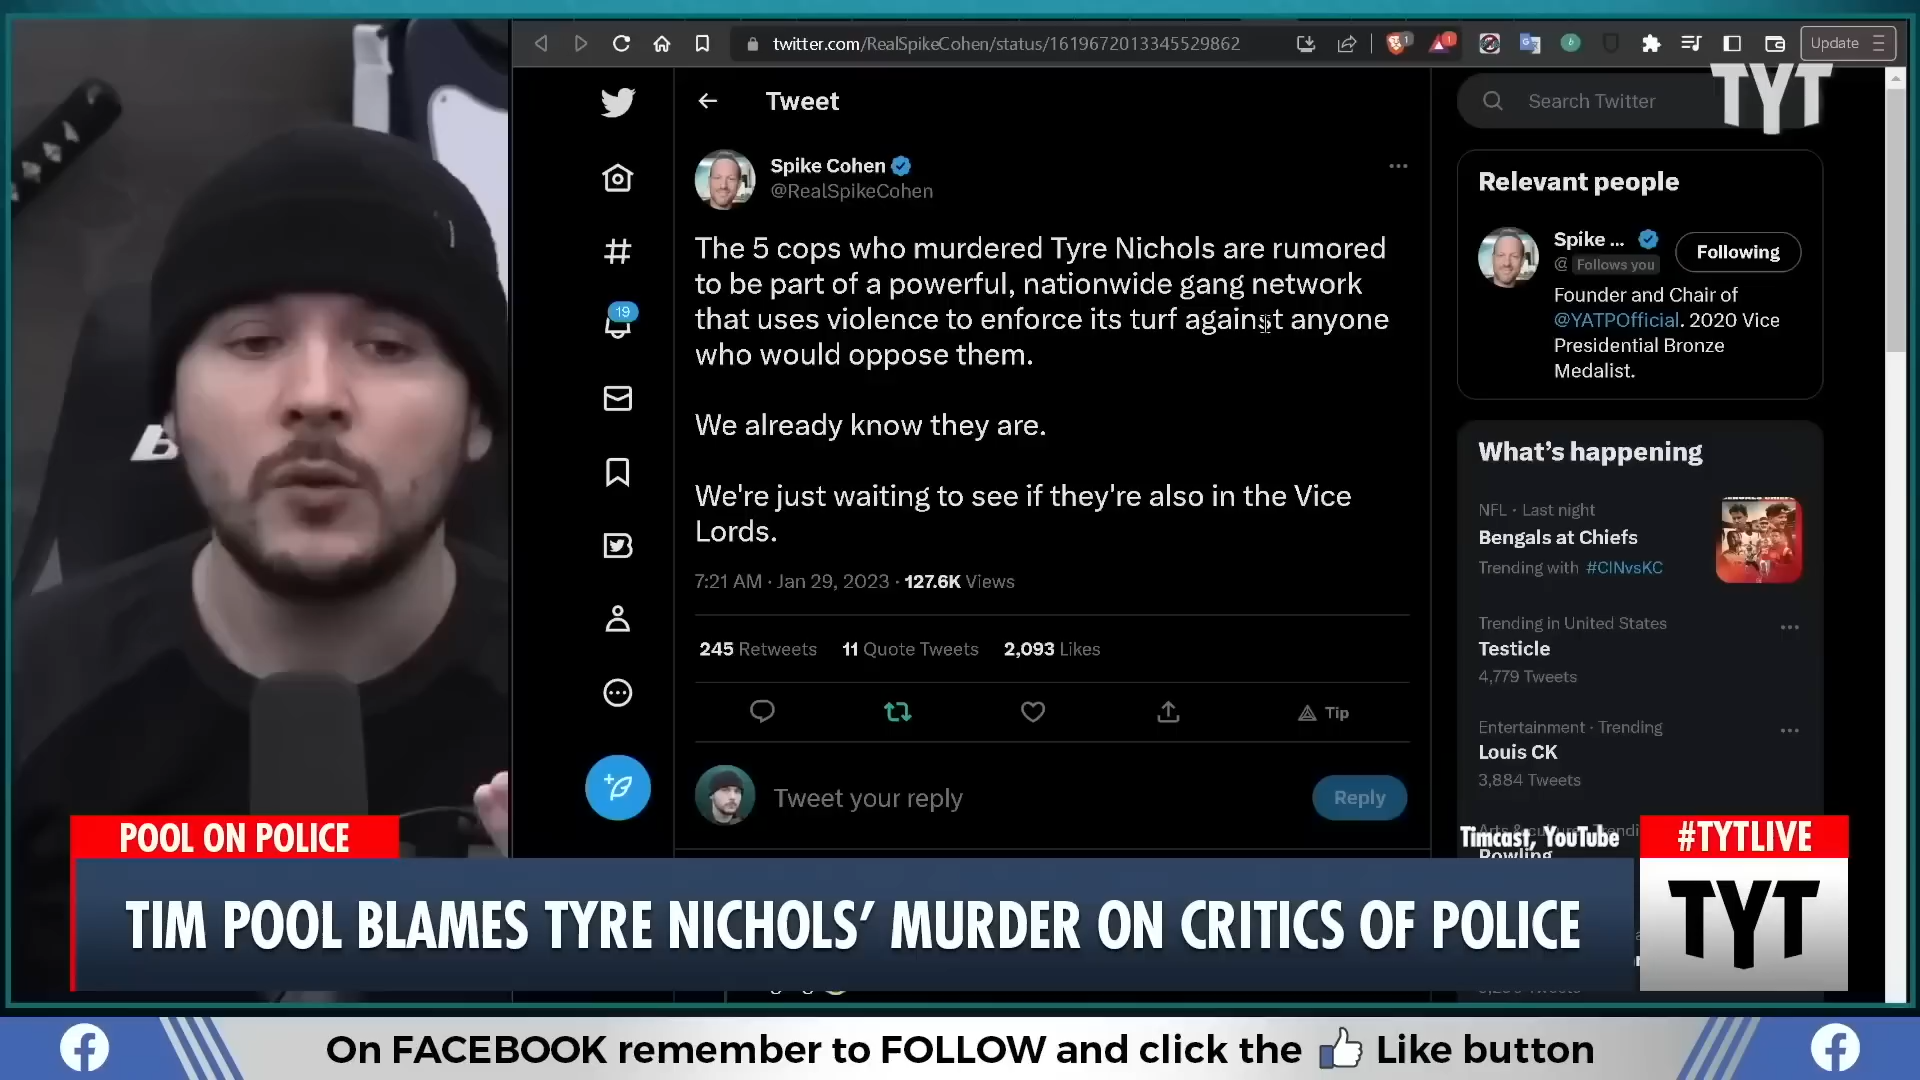 twitter.com/RealSpikeCohen/status/1619672013345529862
1
1
Update
TYT
Tweet
Search Twitter
Spike Cohen
@RealSpikeCohen
The 5 cops who murdered Tyre Nichols are rumored
to be part of a powerful, nationwide gang network
that uses violence to enforce its turf against anyone
who would oppose them.
We already know they are.
We're just waiting to see if they're also in the Vice
Lords.
7:21 AM · Jan 29, 2023 · 127.6K Views
245 Retweets 11 Quote Tweets 2,093 Likes
Tip
Tweet your reply
Reply
19
Relevant people
Spike ...
@ Follows you
Following
Founder and Chair of
@YATPOfficial. 2020 Vice
Presidential Bronze
Medalist.
What's happening
NFL · Last night
Bengals at Chiefs
Trending with #CINvsKC
Trending in United States
Testicle
4,779 Tweets
Entertainment · Trending
Louis CK
3,884 Tweets
Timcast, YouTube
POOL ON POLICE
TIM POOL BLAMES TYRE NICHOLS' MURDER ON CRITICS OF POLICE
#TYTLIVE
TYT
On FACEBOOK remember to FOLLOW and click the Like button